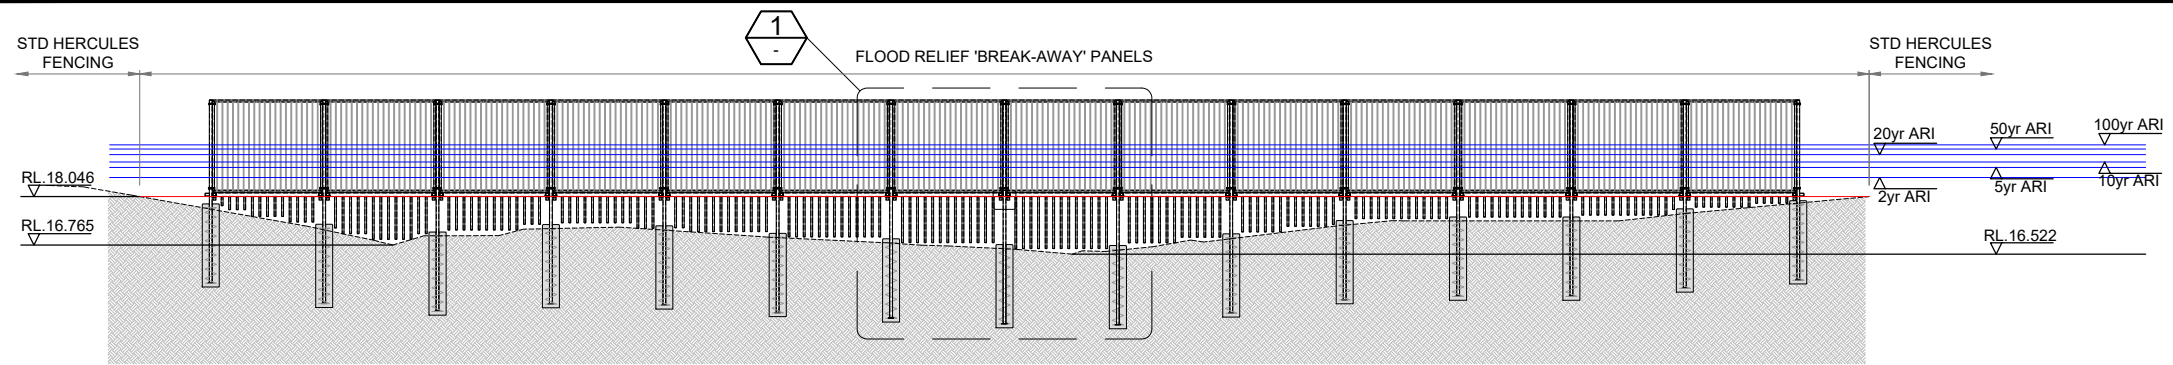 1
-
STD HERCULES
FENCING
FLOOD RELIEF 'BREAK-AWAY' PANELS
STD HERCULES
FENCING
20yr ARI
50yr ARI
100yr ARI
RL.18.046
2yr ARI
5yr ARI
10yr ARI
RL.16.765
RL.16.522